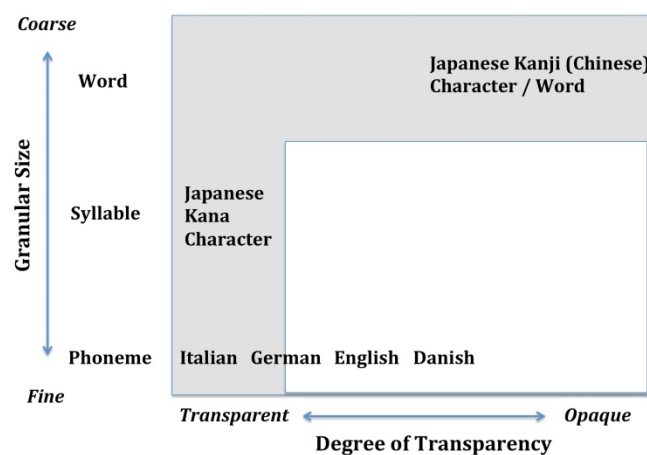 Coarse
Word
Japanese Kanji (Chinese)
Character / Word
Granular Size
Syllable
Japanese
Kana
Character
Phoneme Italian German English Danish
Fine
Transparent Opaque
Degree of Transparency